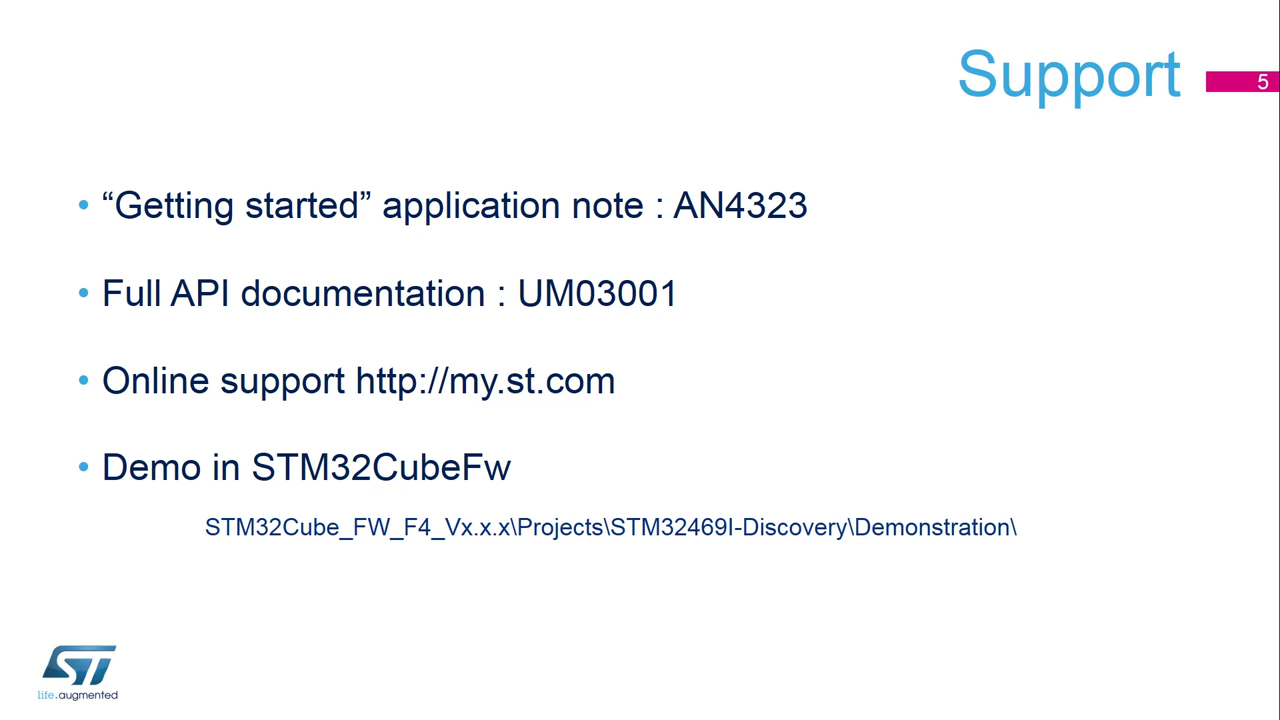 Support
5
• “Getting started” application note : AN4323
• Full API documentation : UM03001
• Online support http://my.st.com
• Demo in STM32CubeFw
STM32Cube_FW_F4_Vx.x.x\Projects\STM32469I-Discovery\Demonstration\
ST
life.augmented